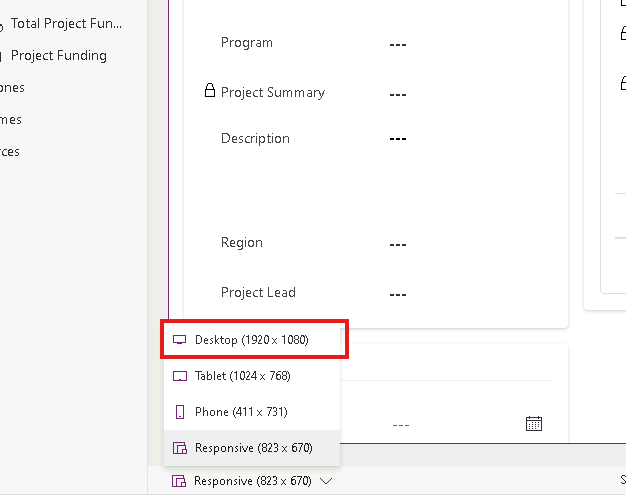 Total Project Fun...
Project Funding
ones
mes
rces
Program ---
Project Summary ---
Description ---
Region ---
Project Lead ---
Desktop (1920 x 1080)
Tablet (1024 x 768)
Phone (411 x 731)
---
Responsive (823 x 670)
Responsive (823 x 670)
S